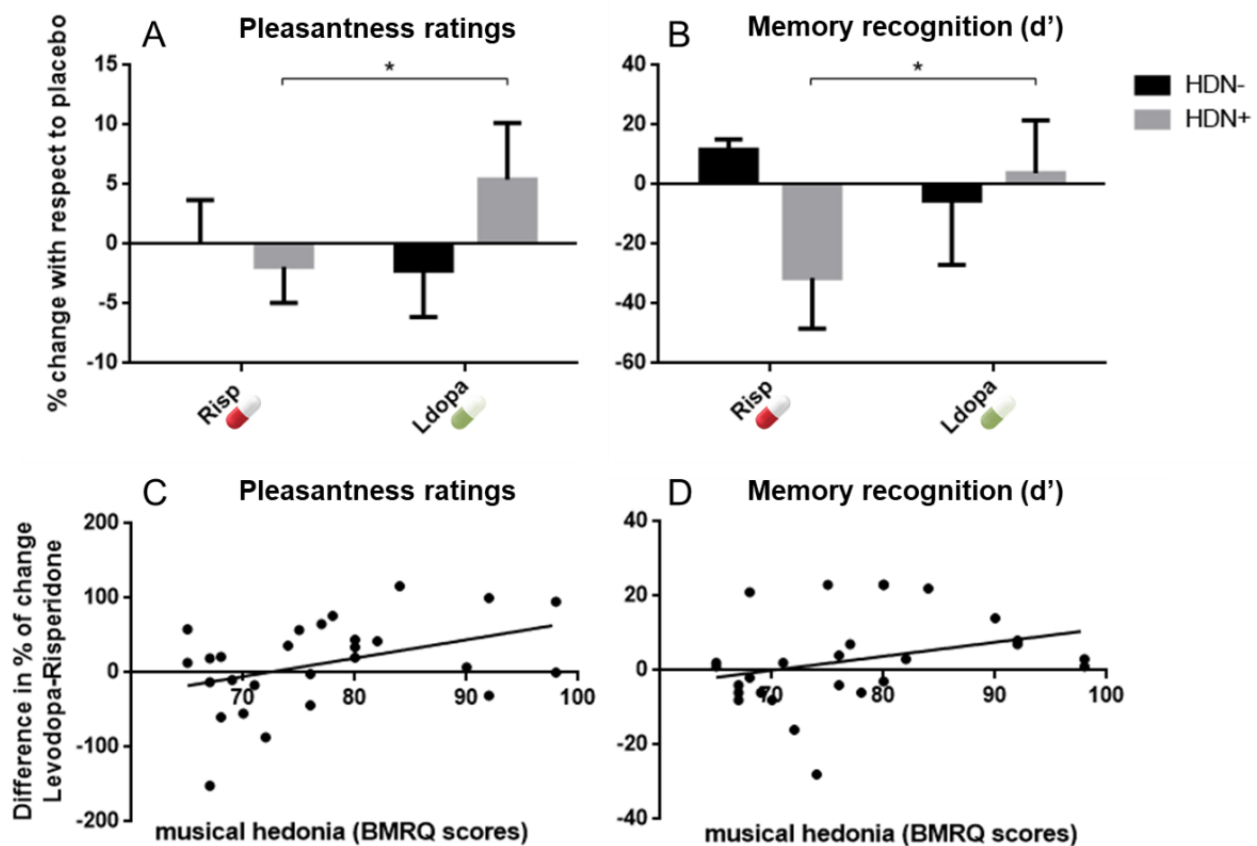 A Pleasantness ratings
B Memory recognition (d')
HDN-
HDN+
% change with respect to placebo
15
10
5
0
-5
-10
*
Risp
Ldopa
40
20
0
-20
-40
-60
*
Risp
Ldopa
C Pleasantness ratings
D Memory recognition (d')
Difference in % of change
Levodopa-Risperidone
200
100
0
-100
-200
70 80 90 100
musical hedonia (BMRQ scores)
40
20
0
-20
-40
70 80 90 100
musical hedonia (BMRQ scores)